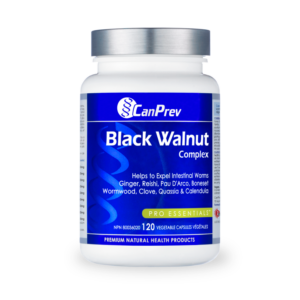 CanPrev
Black Walnut
Complex
Helps to Expel Intestinal Worms
Ginger, Reishi, Pau D'Arco, Boneset
Wormwood, Clove, Quassia & Calendula
PRO ESSENTIALS
120 VEGETABLE CAPSULES VÉGÉTALES
PREMIUM NATURAL HEALTH PRODUCTS